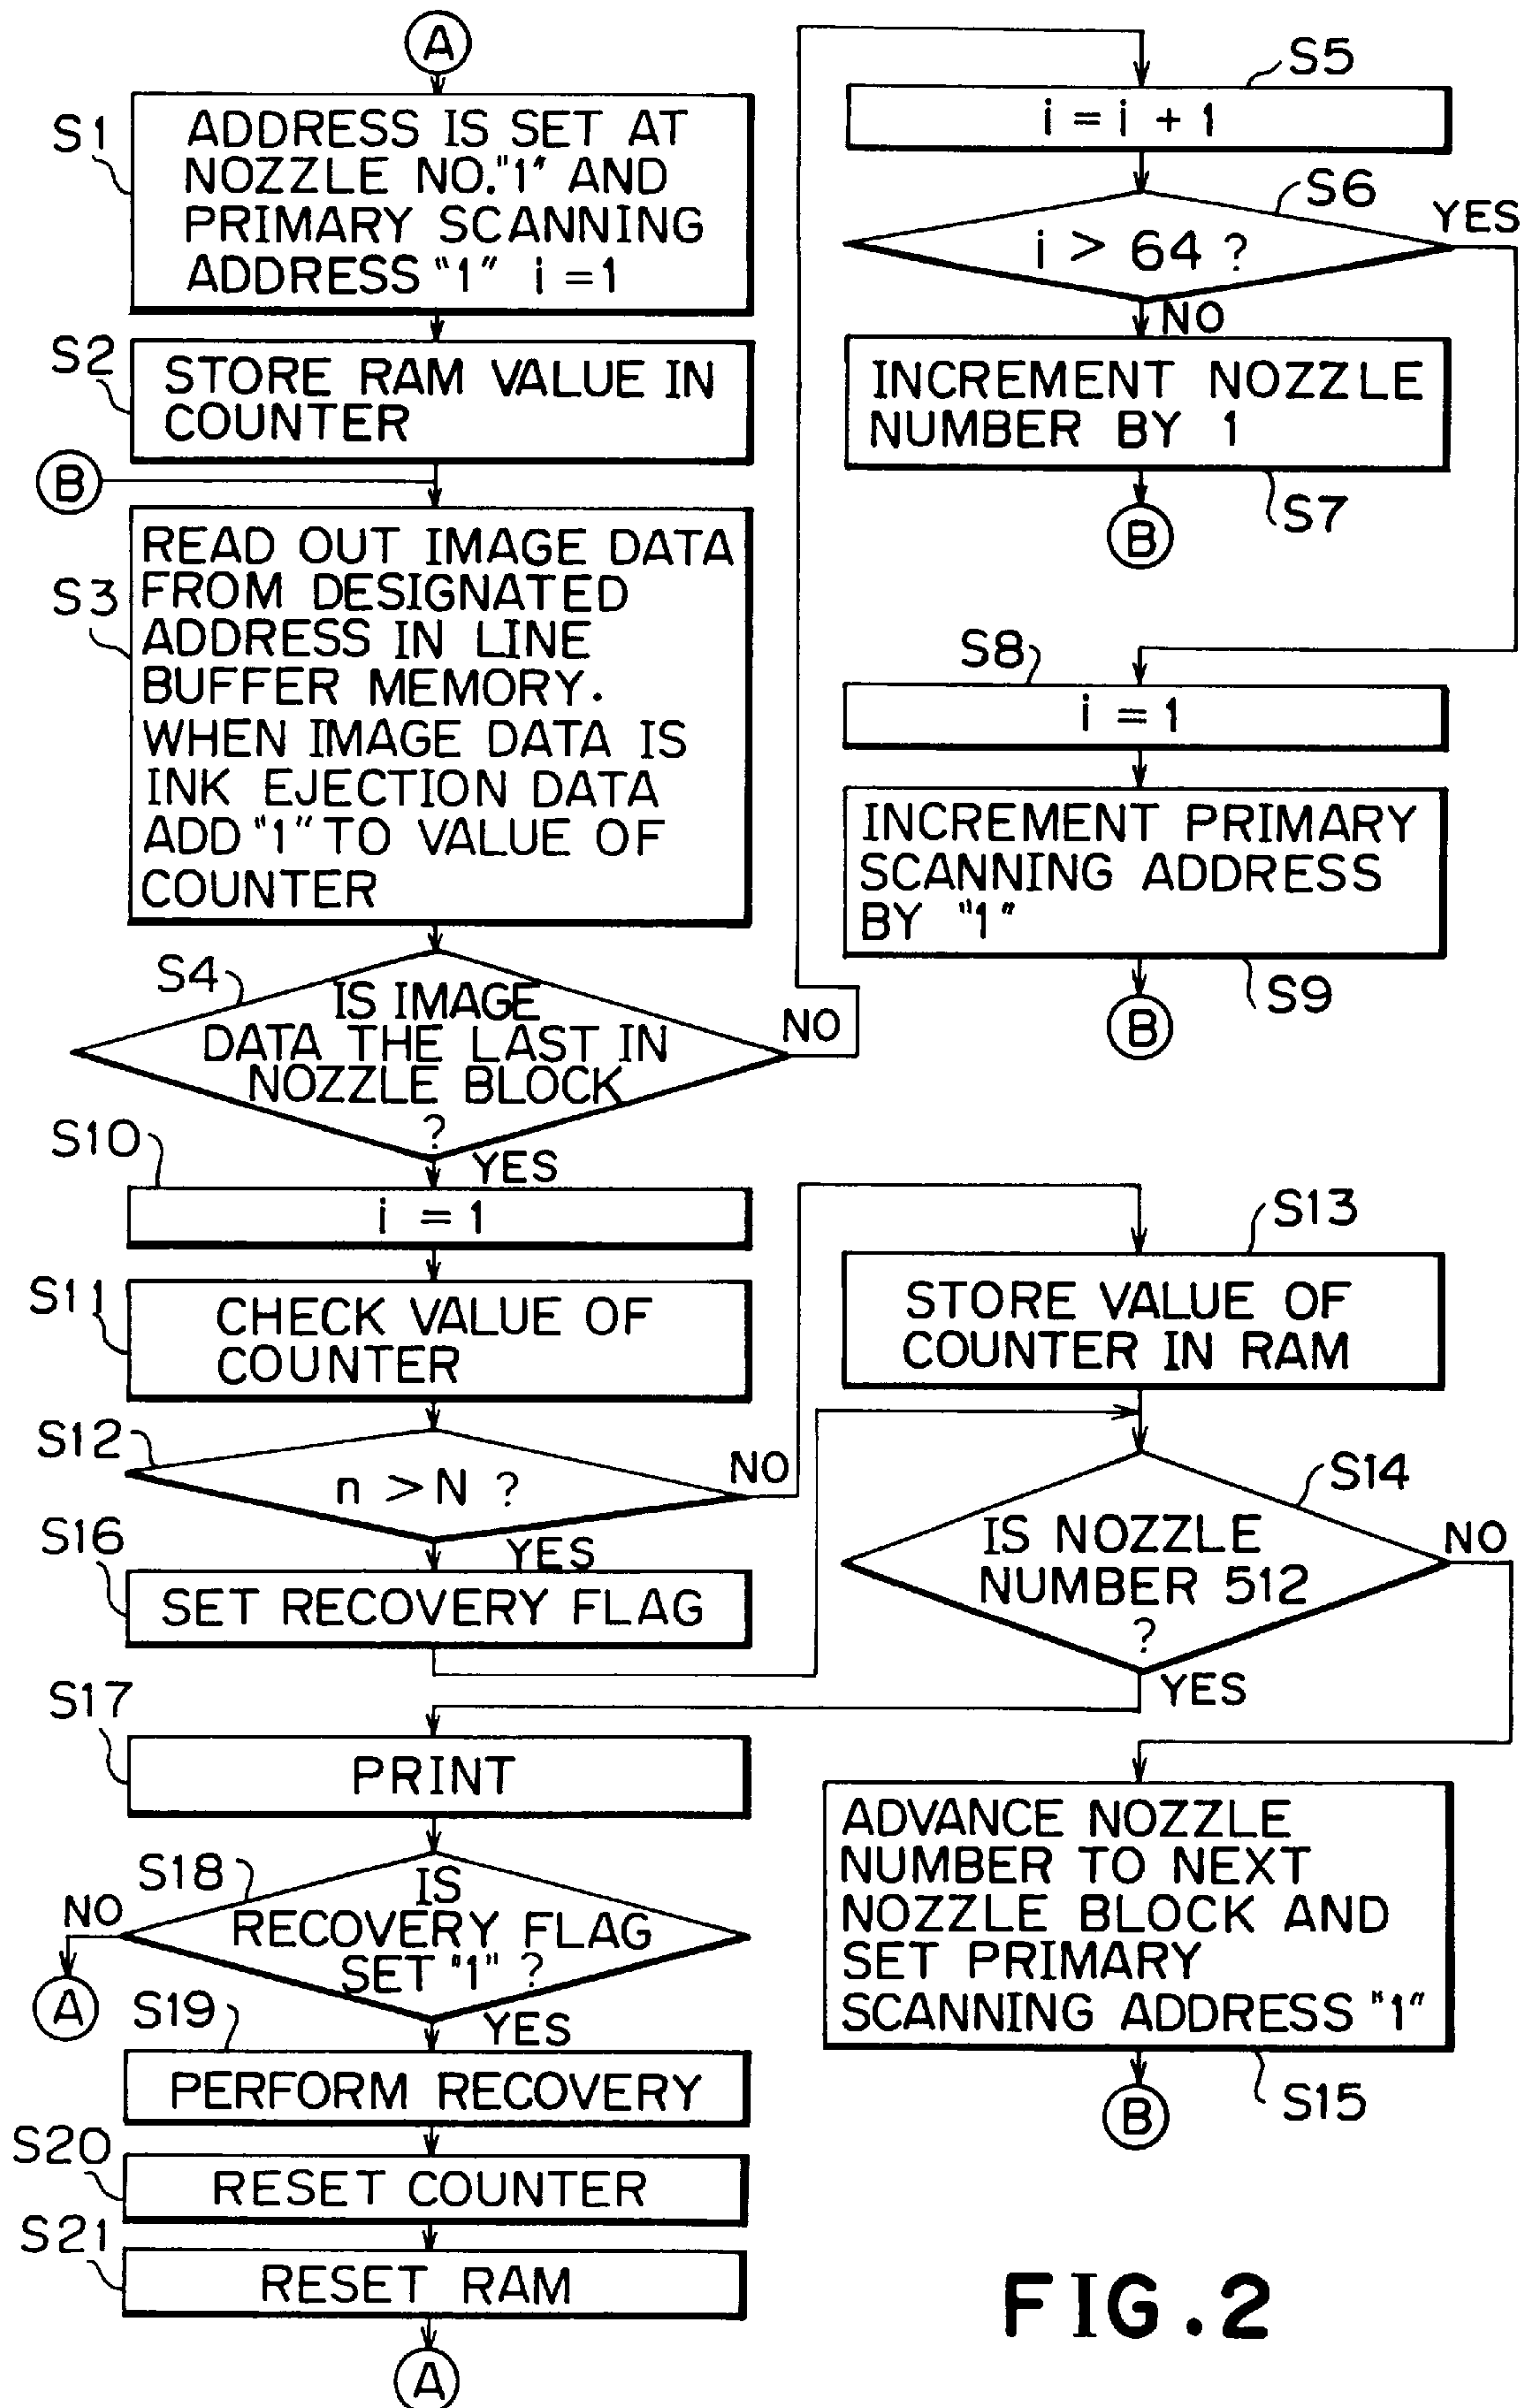 A
S1
ADDRESS IS SET AT
NOZZLE NO."1" AND
PRIMARY SCANNING
ADDRESS "1" i = 1
S2
STORE RAM VALUE IN
COUNTER
B
S3
READ OUT IMAGE DATA
FROM DESIGNATED
ADDRESS IN LINE
BUFFER MEMORY.
WHEN IMAGE DATA IS
INK EJECTION DATA
ADD "1" TO VALUE OF
COUNTER
S4
IS IMAGE
DATA THE LAST IN
NOZZLE BLOCK
?
NO
YES
S5
i = i + 1
S6
i > 64 ?
YES
NO
INCREMENT NOZZLE
NUMBER BY 1
S7
B
S8
i = 1
INCREMENT PRIMARY
SCANNING ADDRESS
BY "1"
S9
B
S10
i = 1
S11
CHECK VALUE OF
COUNTER
S12
n > N ?
NO
YES
S13
STORE VALUE OF
COUNTER IN RAM
S14
IS NOZZLE
NUMBER 512
?
NO
YES
ADVANCE NOZZLE
NUMBER TO NEXT
NOZZLE BLOCK AND
SET PRIMARY
SCANNING ADDRESS "1"
S15
B
S16
SET RECOVERY FLAG
S17
PRINT
S18
IS
RECOVERY FLAG
SET "1" ?
NO
A
YES
S19
PERFORM RECOVERY
S20
RESET COUNTER
S21
RESET RAM
A
FIG.2